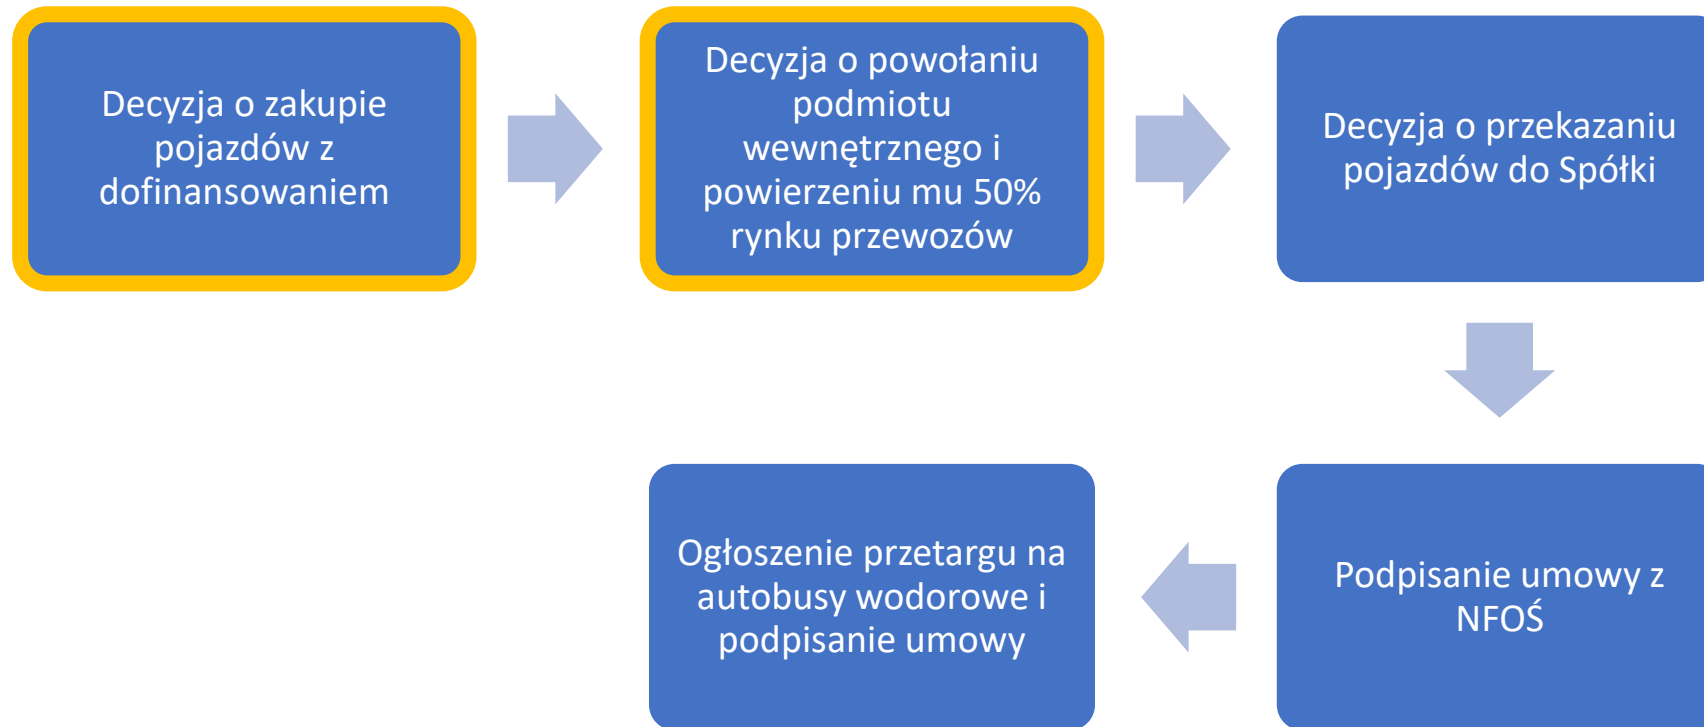 Decyzja o zakupie
pojazdów z
dofinansowaniem
Decyzja o powołaniu
podmiotu
wewnętrznego i
powierzeniu mu 50%
rynku przewozów
Decyzja o przekazaniu
pojazdów do Spółki
Podpisanie umowy z
NFOŚ
Ogłoszenie przetargu na
autobusy wodorowe i
podpisanie umowy